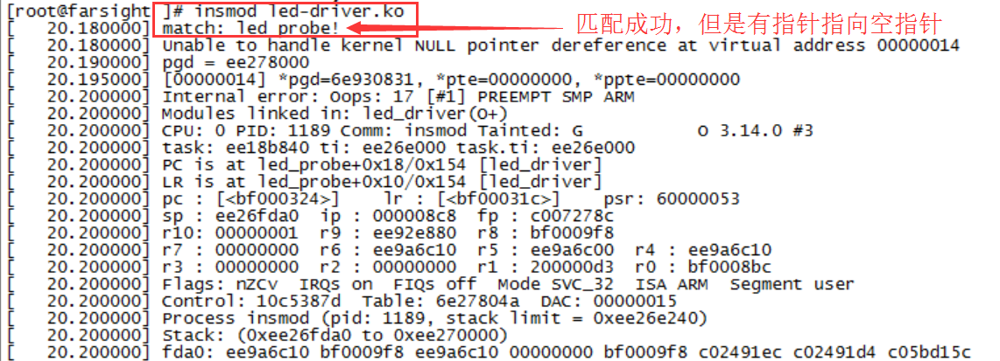 [root@farsight ]# insmod led-driver.ko
[   20.180000] match: led probe!
匹配成功，但是有指针指向空指针
[   20.180000] Unable to handle kernel NULL pointer dereference at virtual address 00000014
[   20.190000] pgd = ee278000
[   20.195000] [00000014] *pgd=6e930831, *pte=00000000, *ppte=00000000
[   20.200000] Internal error: Oops: 17 [#1] PREEMPT SMP ARM
[   20.200000] Modules linked in: led_driver(O+)
[   20.200000] CPU: 0 PID: 1189 Comm: insmod Tainted: G           O 3.14.0 #3
[   20.200000] task: ee18b840 ti: ee26e000 task.ti: ee26e000
[   20.200000] PC is at led_probe+0x18/0x154 [led_driver]
[   20.200000] LR is at led_probe+0x10/0x154 [led_driver]
[   20.200000] pc : [<bf000324>]    lr : [<bf00031c>]    psr: 60000053
[   20.200000] sp : ee26fda0  ip : 000008c8  fp : c007278c
[   20.200000] r10: 00000001  r9 : ee92e880  r8 : bf0009f8
[   20.200000] r7 : 00000000  r6 : ee9a6c10  r5 : ee9a6c00  r4 : ee9a6c10
[   20.200000] r3 : 00000000  r2 : 00000000  r1 : 200000d3  r0 : bf0008bc
[   20.200000] Flags: nZCv  IRQs on  FIQs off  Mode SVC_32  ISA ARM  Segment user
[   20.200000] Control: 10c5387d  Table: 6e27804a  DAC: 00000015
[   20.200000] Process insmod (pid: 1189, stack limit = 0xee26e240)
[   20.200000] Stack: (0xee26fda0 to 0xee270000)
[   20.200000] fda0: ee9a6c10 bf0009f8 ee9a6c10 00000000 bf0009f8 c02491ec c02491d4 c05bd15c